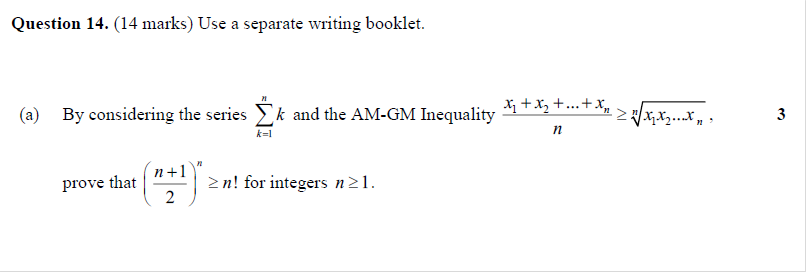 Question 14. (14 marks) Use a separate writing booklet.
(a) By considering the series $\sum_{k=1}^{n} k$ and the AM-GM Inequality $\frac{x_1+x_2+...+x_n}{n} \geq \sqrt[n]{x_1x_2...x_n}$, 3
prove that $\left(\frac{n+1}{2}\right)^n \geq n!$ for integers $n \geq 1$.